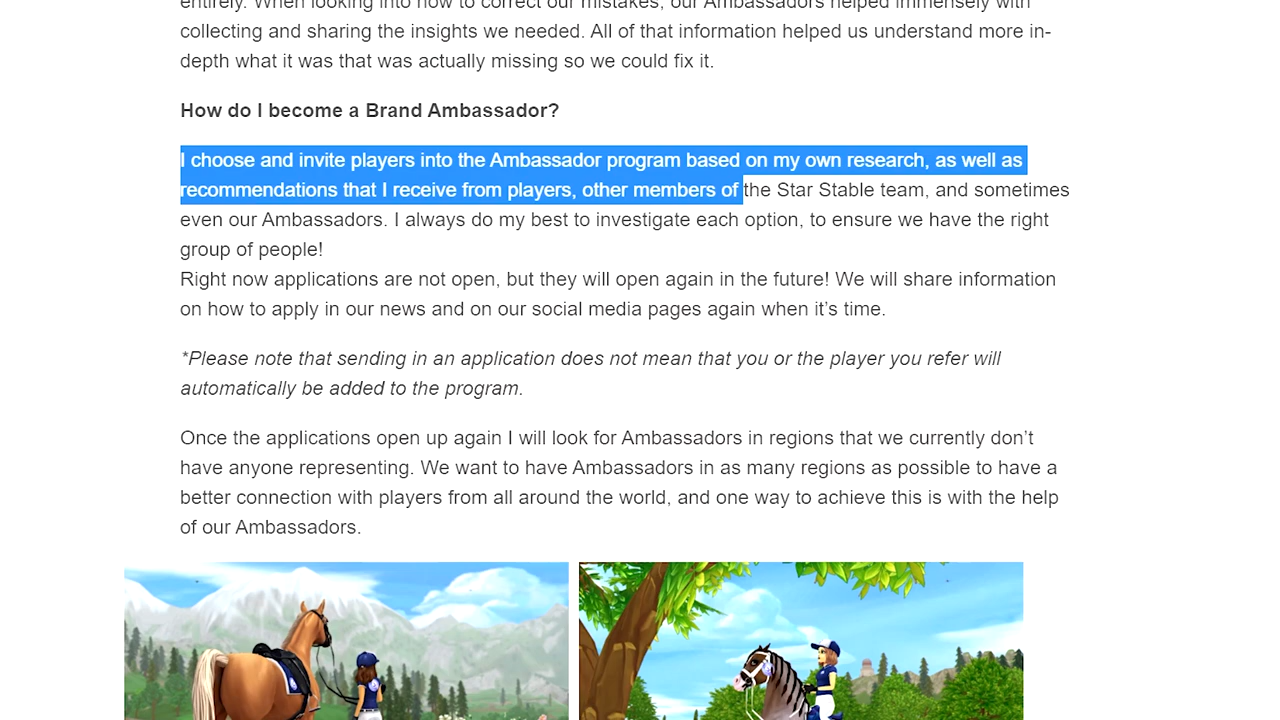 entirely. When looking into how to correct our mistakes, our Ambassadors helped immensely with
collecting and sharing the insights we needed. All of that information helped us understand more in-
depth what it was that was actually missing so we could fix it.
How do I become a Brand Ambassador?
I choose and invite players into the Ambassador program based on my own research, as well as
recommendations that I receive from players, other members of the Star Stable team, and sometimes
even our Ambassadors. I always do my best to investigate each option, to ensure we have the right
group of people!
Right now applications are not open, but they will open again in the future! We will share information
on how to apply in our news and on our social media pages again when it’s time.
*Please note that sending in an application does not mean that you or the player you refer will
automatically be added to the program.
Once the applications open up again I will look for Ambassadors in regions that we currently don’t
have anyone representing. We want to have Ambassadors in as many regions as possible to have a
better connection with players from all around the world, and one way to achieve this is with the help
of our Ambassadors.